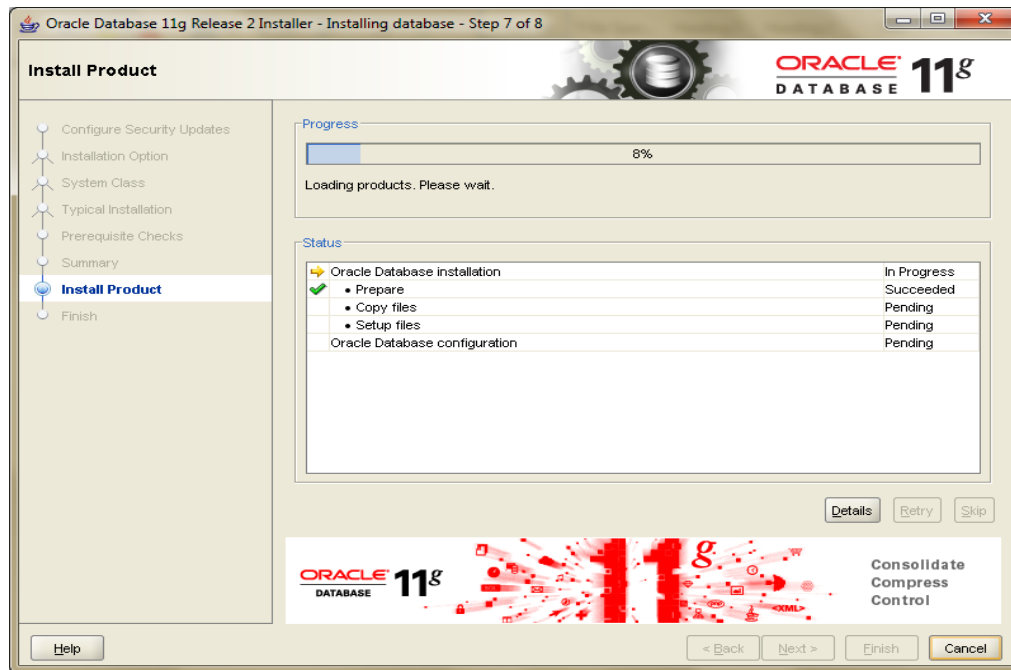 Oracle Database 11g Release 2 Installer - Installing database - Step 7 of 8
Install Product
ORACLE 11g
DATABASE
Configure Security Updates
Installation Option
System Class
Typical Installation
Prerequisite Checks
Summary
Install Product
Finish
Progress
8%
Loading products. Please wait.
Status
Oracle Database installation In Progress
• Prepare Succeeded
• Copy files Pending
• Setup files Pending
Oracle Database configuration Pending
Details Retry Skip
ORACLE 11g
DATABASE
11g
<XML>
Consolidate
Compress
Control
Help < Back Next > Finish Cancel